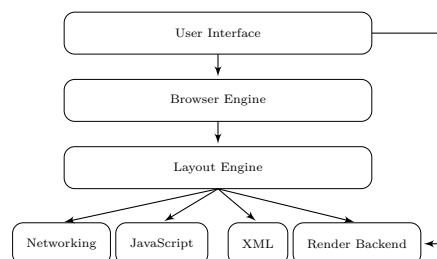 User Interface
Browser Engine
Layout Engine
Networking
JavaScript
XML
Render Backend